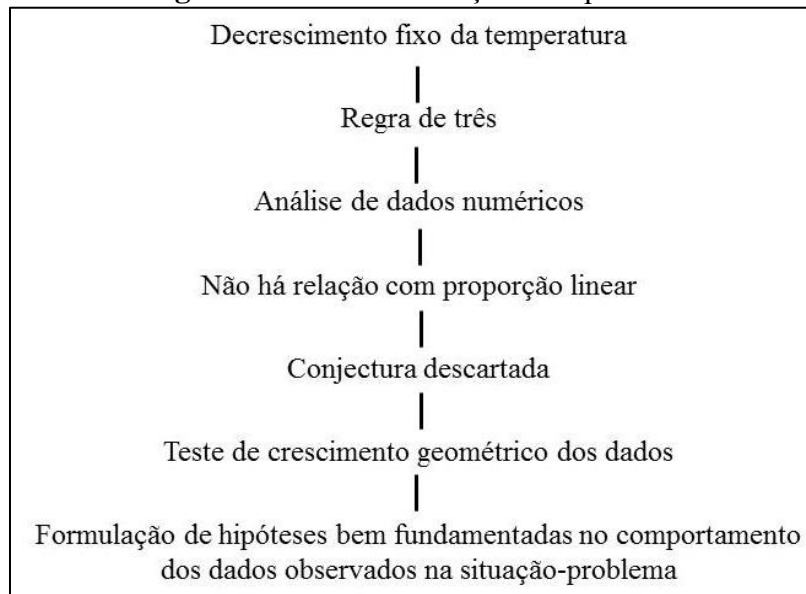 Decrescimento fixo da temperatura
Regra de três
Análise de dados numéricos
Não há relação com proporção linear
Conjectura descartada
Teste de crescimento geométrico dos dados
Formulação de hipóteses bem fundamentadas no comportamento
dos dados observados na situação-problema